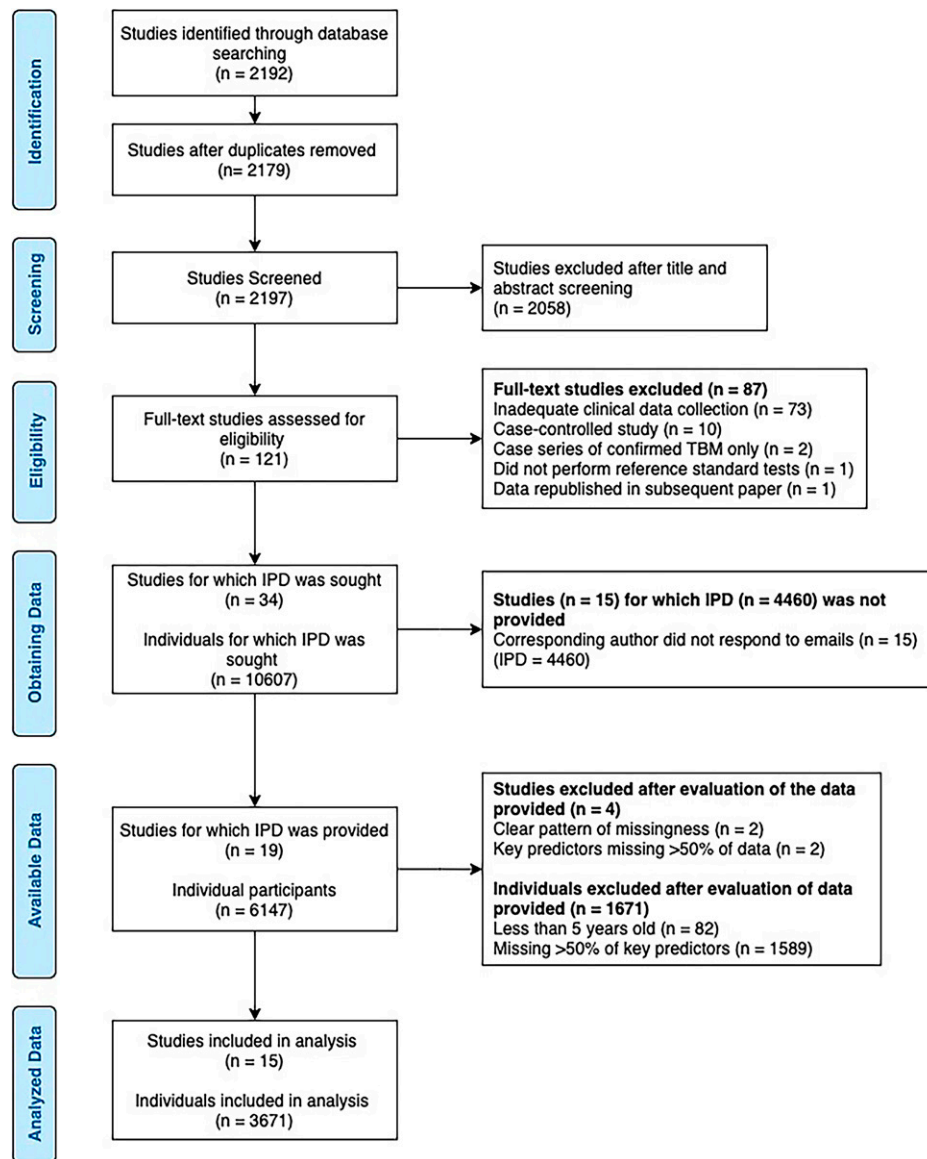 Identification
Studies identified through database
searching
(n = 2192)
Studies after duplicates removed
(n= 2179)
Screening
Studies Screened
(n = 2197)
Studies excluded after title and
abstract screening
(n = 2058)
Eligibility
Full-text studies assessed for
eligibility
(n = 121)
Full-text studies excluded (n = 87)
Inadequate clinical data collection (n = 73)
Case-controlled study (n = 10)
Case series of confirmed TBM only (n = 2)
Did not perform reference standard tests (n = 1)
Data republished in subsequent paper (n = 1)
Obtaining Data
Studies for which IPD was sought
(n = 34)
Individuals for which IPD was
sought
(n = 10607)
Studies (n = 15) for which IPD (n = 4460) was not
provided
Corresponding author did not respond to emails (n = 15)
(IPD = 4460)
Available Data
Studies for which IPD was provided
(n = 19)
Individual participants
(n = 6147)
Studies excluded after evaluation of the data
provided (n = 4)
Clear pattern of missingness (n = 2)
Key predictors missing >50% of data (n = 2)
Individuals excluded after evaluation of data
provided (n = 1671)
Less than 5 years old (n = 82)
Missing >50% of key predictors (n = 1589)
Analyzed Data
Studies included in analysis
(n = 15)
Individuals included in analysis
(n = 3671)